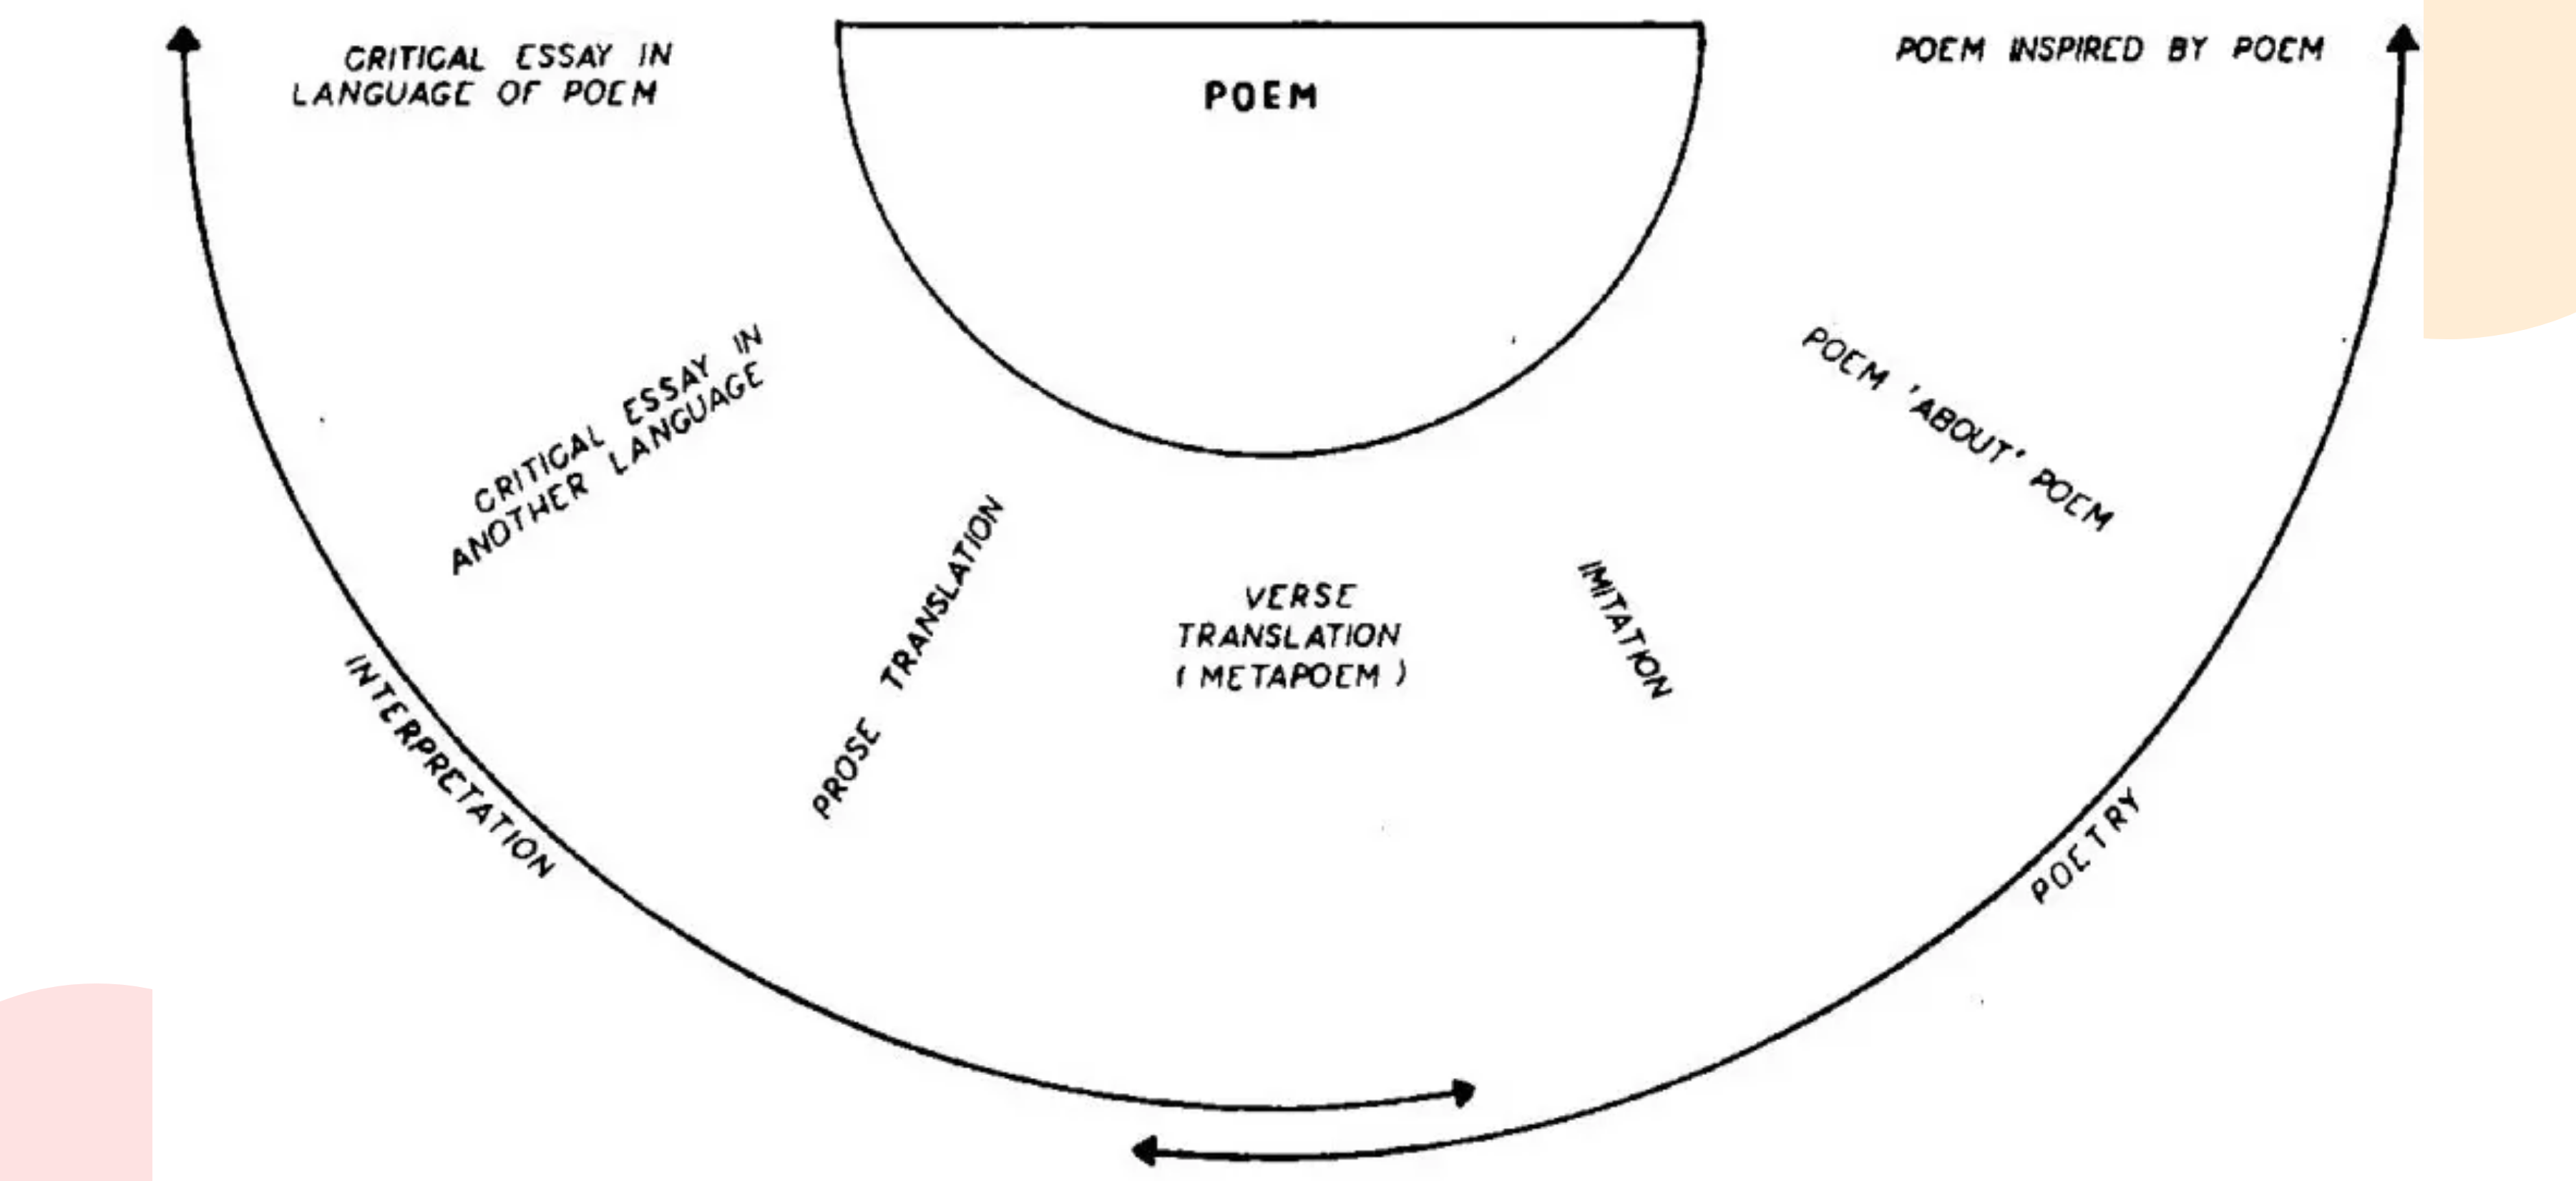 CRITICAL ESSAY IN
LANGUAGE OF POEM
POEM
POEM INSPIRED BY POEM
CRITICAL ESSAY IN
ANOTHER LANGUAGE
PROSE TRANSLATION
VERSE
TRANSLATION
( METAPOEM )
IMITATION
POEM 'ABOUT' POEM
INTERPRETATION
POETRY